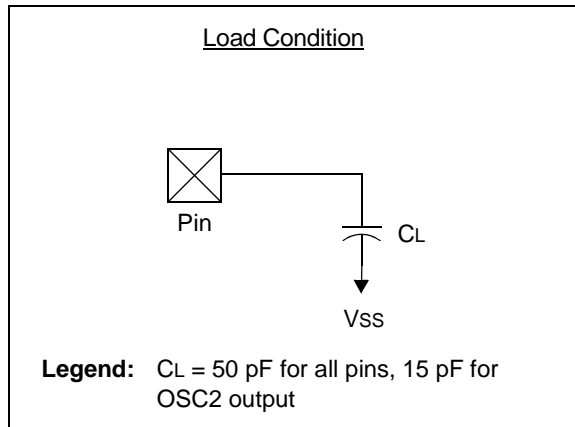 Load Condition
Pin
CL
VSS
Legend: CL = 50 pF for all pins, 15 pF for
OSC2 output